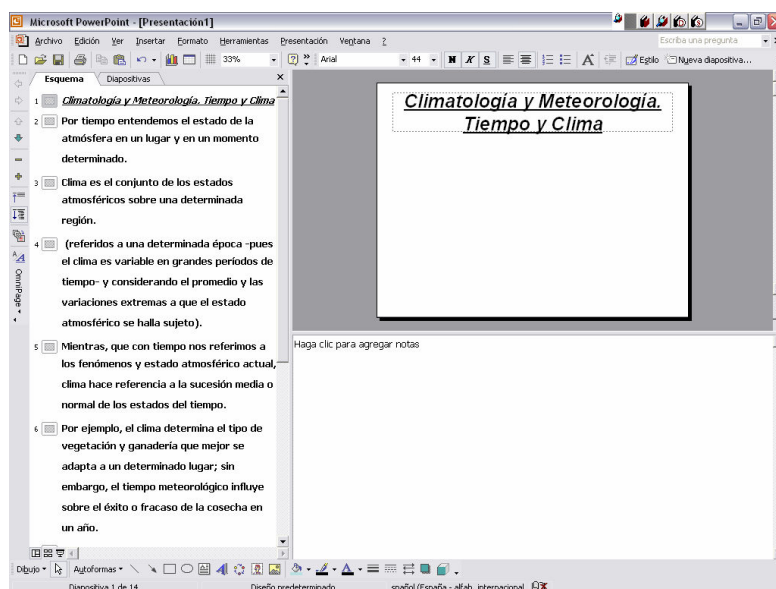 Microsoft PowerPoint - [Presentación1]
Archivo Edición Ver Insertar Formato Herramientas Presentación Ventana ? Escriba una pregunta
33% Arial 44 N K S Estilo Nueva diapositiva...
Esquema Diapositivas
1 Climatología y Meteorología. Tiempo y Clima
2 Por tiempo entendemos el estado de la
atmósfera en un lugar y en un momento
determinado.
3 Clima es el conjunto de los estados
atmosféricos sobre una determinada
región.
4 (referidos a una determinada época -pues
el clima es variable en grandes períodos de
tiempo- y considerando el promedio y las
variaciones extremas a que el estado
atmosférico se halla sujeto).
5 Mientras, que con tiempo nos referimos a
los fenómenos y estado atmosférico actual,
clima hace referencia a la sucesión media o
normal de los estados del tiempo.
6 Por ejemplo, el clima determina el tipo de
vegetación y ganadería que mejor se
adapta a un determinado lugar; sin
embargo, el tiempo meteorológico influye
sobre el éxito o fracaso de la cosecha en
un año.
OmniPage
Climatología y Meteorología.
Tiempo y Clima
Haga clic para agregar notas
Dibujo Autoformas
Diapositiva 1 de 14 Diseño predeterminado spañol (España - alfab. internacional